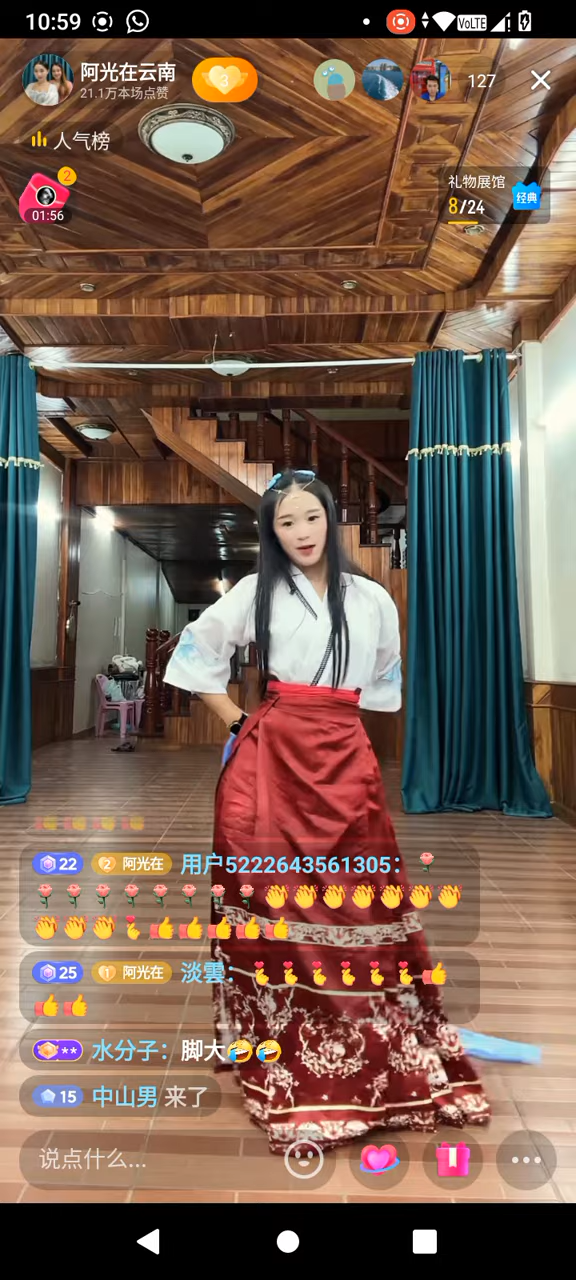 10:59
VoLTE
阿光在云南
21.1万本场点赞
3
127
人气榜
2
01:56
礼物展馆
8/24
经典
22 2 阿光在 用户5222643561305：🌹
🌹🌹🌹🌹🌹🌹🌹🌹👏👏👏👏👏👏👏
👏👏👏🫰👍👍👍👍👍
25 1 阿光在 淡雲：🫰🫰🫰🫰🫰🫰👍
👍👍
** 水分子：脚大🤣🤣
15 中山男 来了
说点什么...